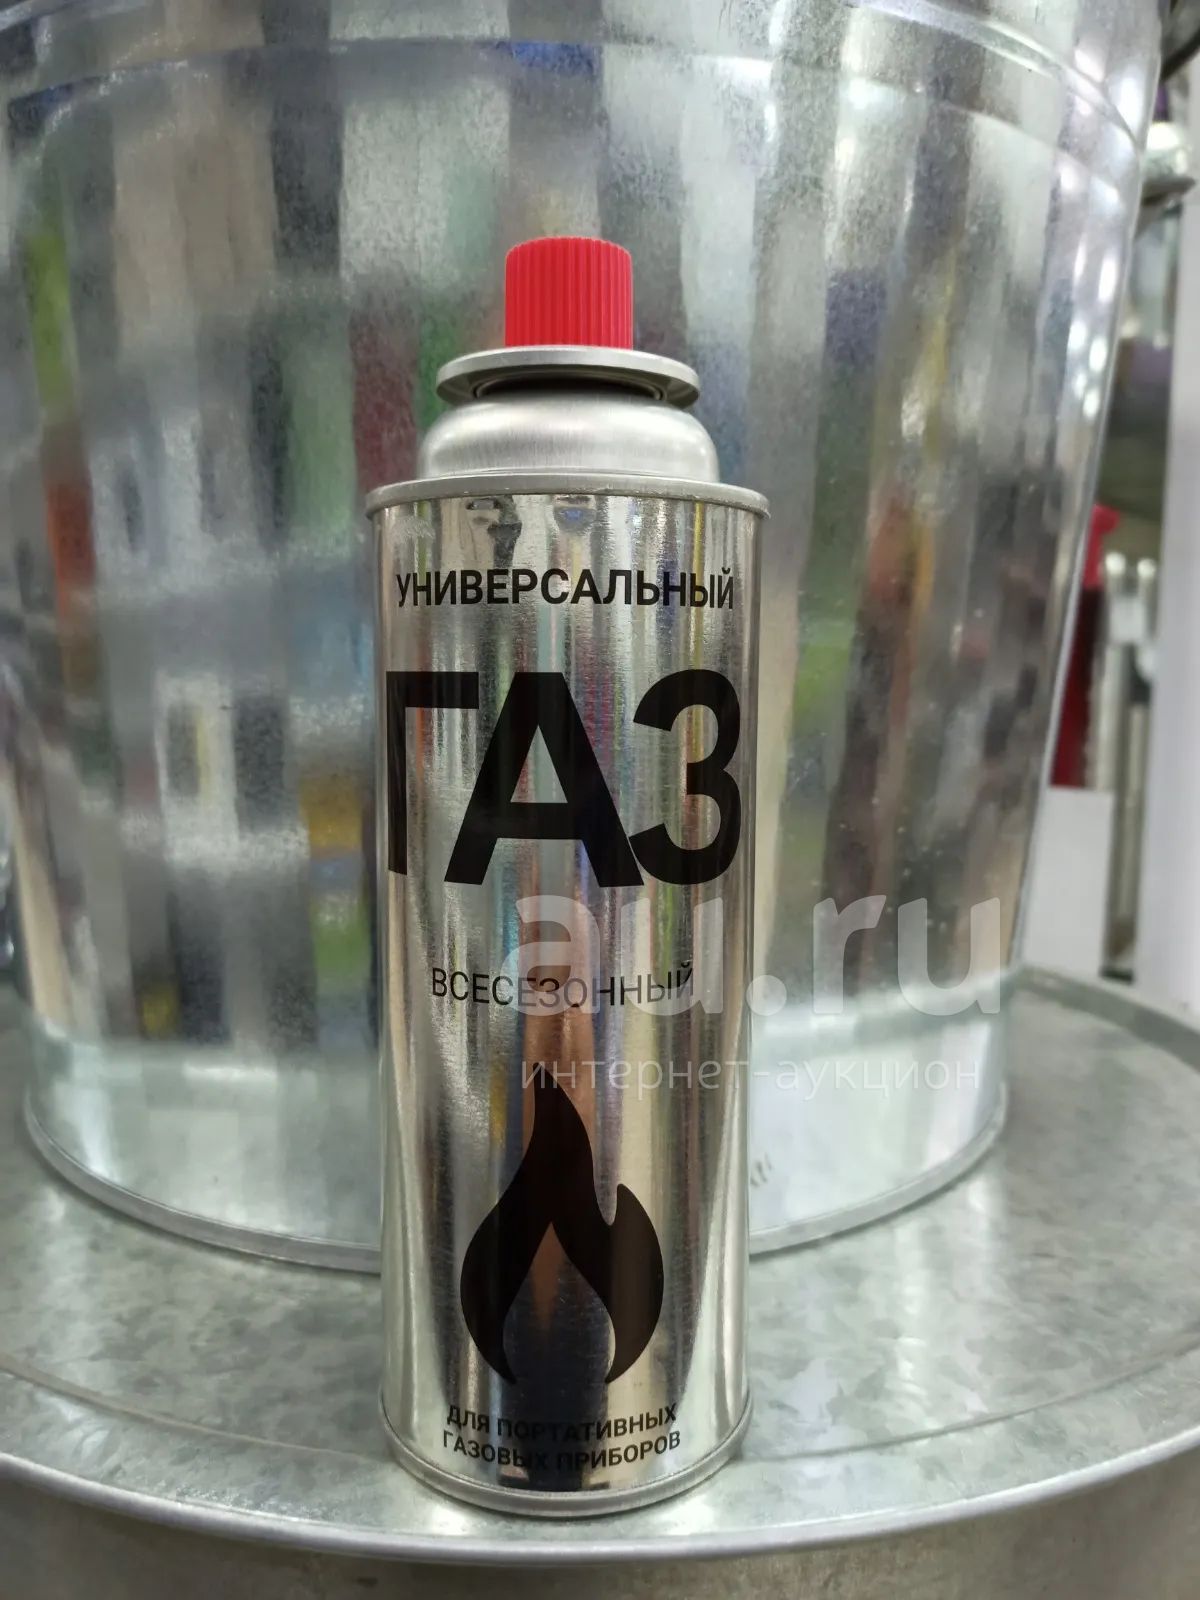 УНИВЕРСАЛЬНЫЙ
ГАЗ
au.ru
ВСЕСЕЗОННЫЙ
интернет-аукцион
ДЛЯ ПОРТАТИВНЫХ
ГАЗОВЫХ ПРИБОРОВ